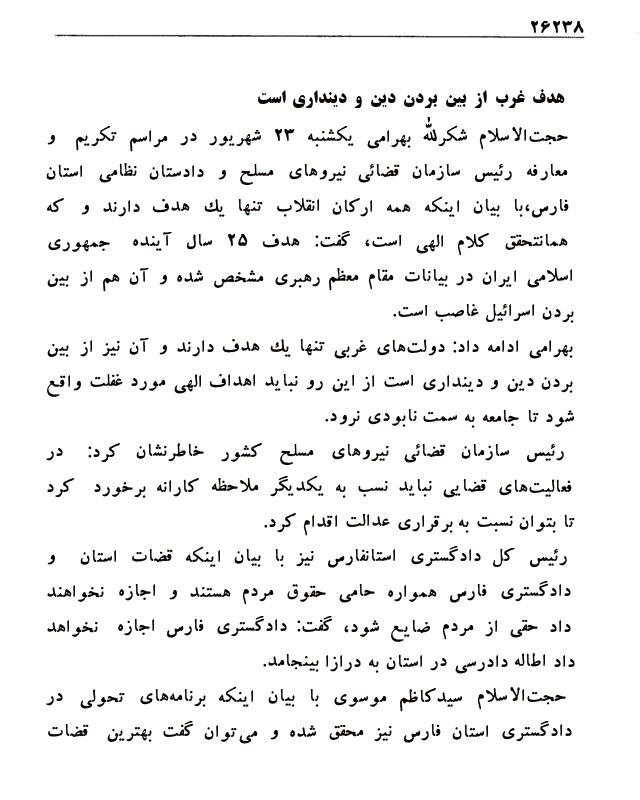 ۲۶۲۳۸
هدف غرب از بین بردن دین و دینداری است
حجت‌الاسلام شکرالله بهرامی یکشنبه ۲۳ شهریور در مراسم تکریم و
معارفه رئیس سازمان قضائی نیروهای مسلح و دادستان نظامی استان
فارس،با بیان اینکه همه ارکان انقلاب تنها یك هدف دارند و که
همانتحقق کلام الهی است، گفت: هدف ۲۵ سال آینده جمهوری
اسلامی ایران در بیانات مقام معظم رهبری مشخص شده و آن هم از بین
بردن اسرائیل غاصب است.
بهرامی ادامه داد: دولت‌های غربی تنها یك هدف دارند و آن نیز از بین
بردن دین و دینداری است از این رو نباید اهداف الهی مورد غفلت واقع
شود تا جامعه به سمت نابودی نرود.
رئیس سازمان قضائی نیروهای مسلح کشور خاطرنشان کرد: در
فعالیت‌های قضایی نباید نسب به یکدیگر ملاحظه کارانه برخورد کرد
تا بتوان نسبت به برقراری عدالت اقدام کرد.
رئیس کل دادگستری استانفارس نیز با بیان اینکه قضات استان و
دادگستری فارس همواره حامی حقوق مردم هستند و اجازه نخواهند
داد حقی از مردم ضایع شود، گفت: دادگستری فارس اجازه نخواهد
داد اطاله دادرسی در استان به درازا بینجامد.
حجت‌الاسلام سیدکاظم موسوی با بیان اینکه برنامه‌های تحولی در
دادگستری استان فارس نیز محقق شده و می‌توان گفت بهترین قضات